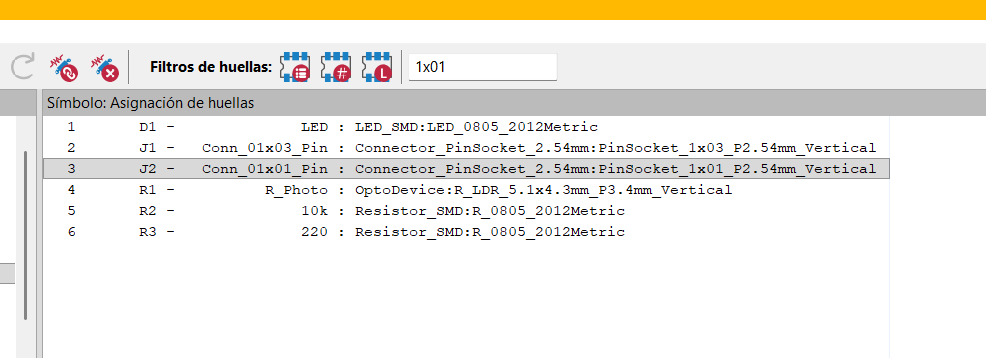 Filtros de huellas: # L 1x01
Símbolo: Asignación de huellas
1 D1 - LED : LED_SMD:LED_0805_2012Metric
2 J1 - Conn_01x03_Pin : Connector_PinSocket_2.54mm:PinSocket_1x03_P2.54mm_Vertical
3 J2 - Conn_01x01_Pin : Connector_PinSocket_2.54mm:PinSocket_1x01_P2.54mm_Vertical
4 R1 - R_Photo : OptoDevice:R_LDR_5.1x4.3mm_P3.4mm_Vertical
5 R2 - 10k : Resistor_SMD:R_0805_2012Metric
6 R3 - 220 : Resistor_SMD:R_0805_2012Metric